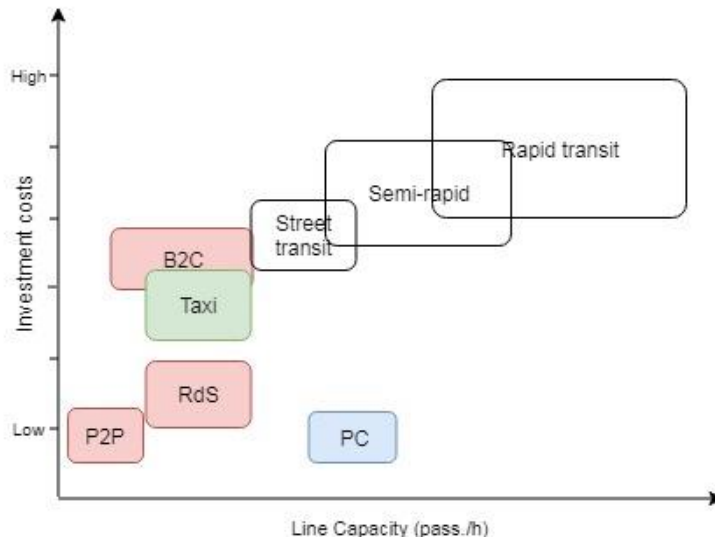 High
Rapid transit
Semi-rapid
Street
transit
B2C
Taxi
RdS
P2P
PC
Low
Investment costs
Line Capacity (pass./h)